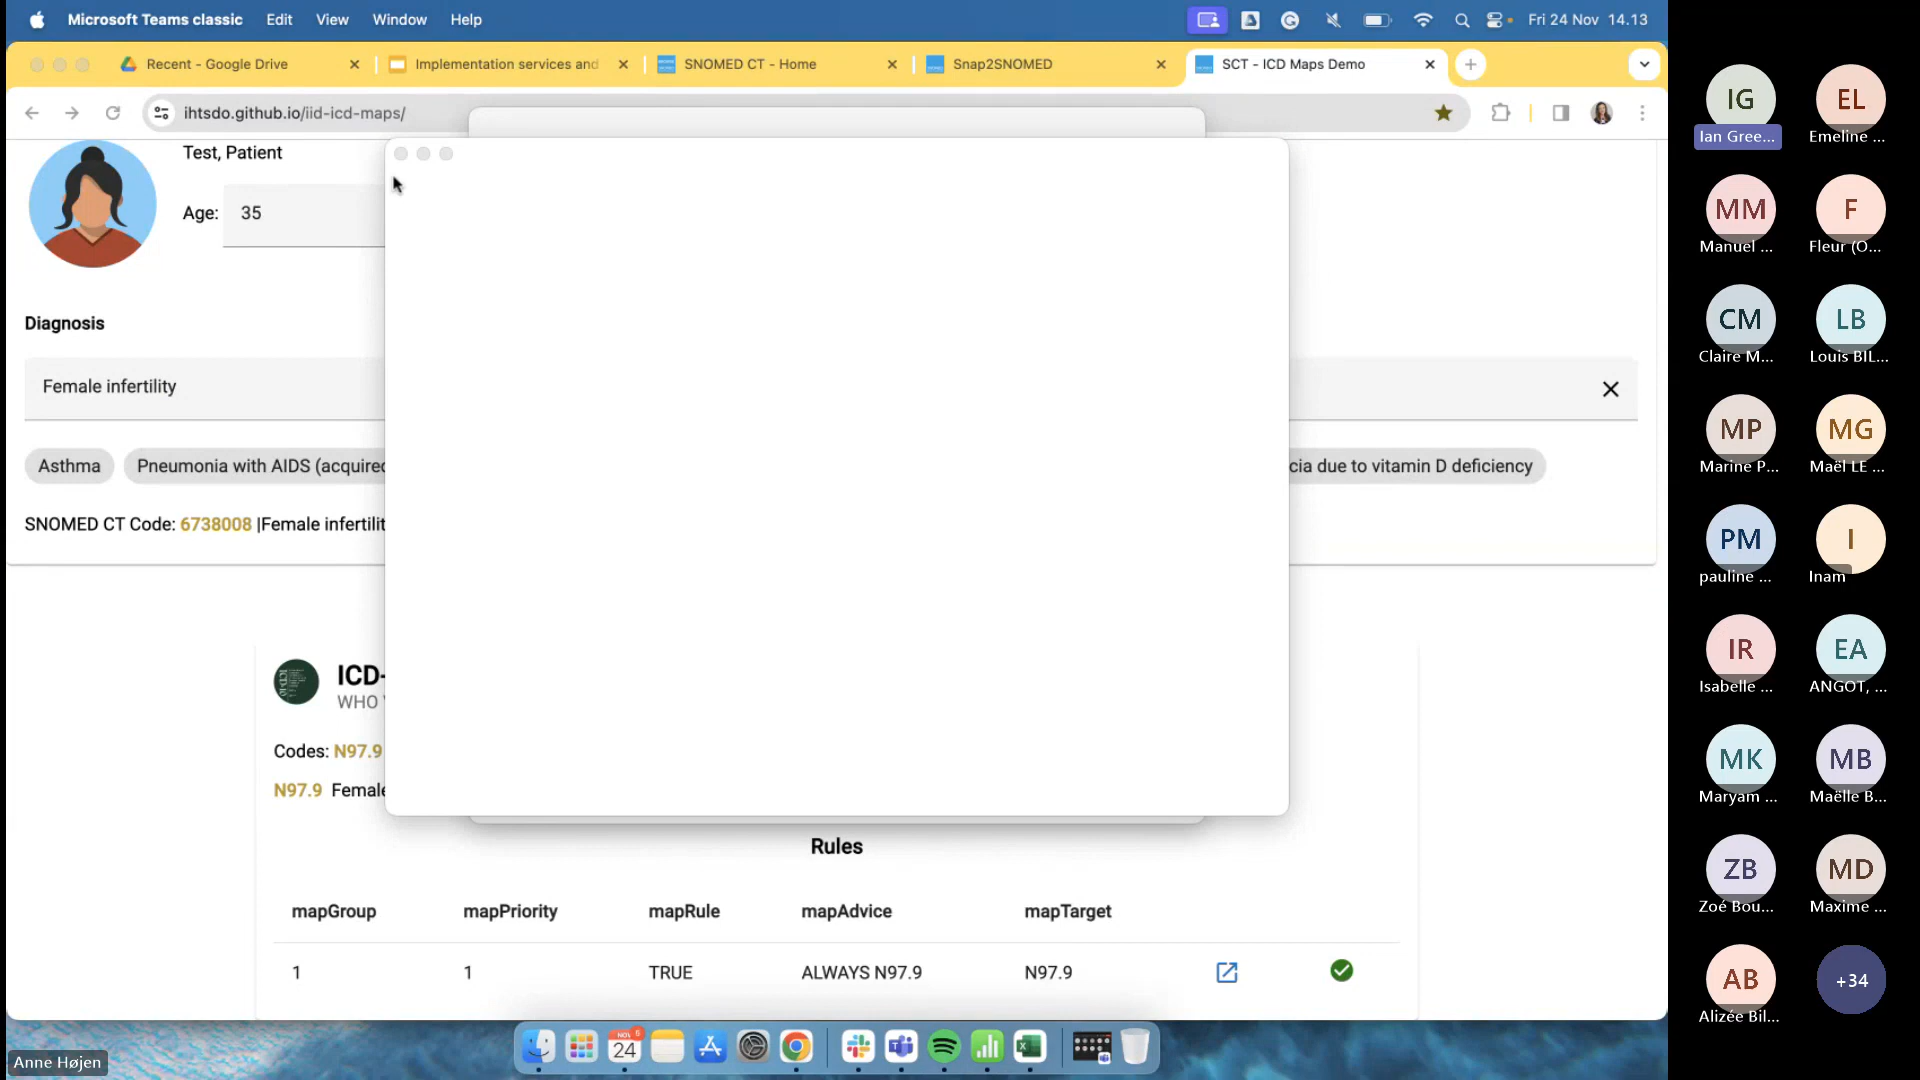 Microsoft Teams classic Edit View Window Help Fri 24 Nov 14.13
Recent - Google Drive Implementation services and SNOMED CT - Home Snap2SNOMED SCT - ICD Maps Demo
ihtsdo.github.io/iid-icd-maps/
Test, Patient
Age: 35
Diagnosis
Female infertility
Asthma Pneumonia with AIDS (acquired cia due to vitamin D deficiency
SNOMED CT Code: 6738008 |Female infertilit
ICD-
WHO
Codes: N97.9
N97.9 Female
Rules
mapGroup mapPriority mapRule mapAdvice mapTarget
1 1 TRUE ALWAYS N97.9 N97.9
NOV 24
Anne Højen
IG EL
Ian Gree... Emeline ...
MM F
Manuel ... Fleur (O...
CM LB
Claire M... Louis BIL...
MP MG
Marine P... Maël LE ...
PM I
pauline ... Inam
IR EA
Isabelle ... ANGOT, ...
MK MB
Maryam ... Maëlle B...
ZB MD
Zoé Bou... Maxime ...
AB +34
Alizée Bil...